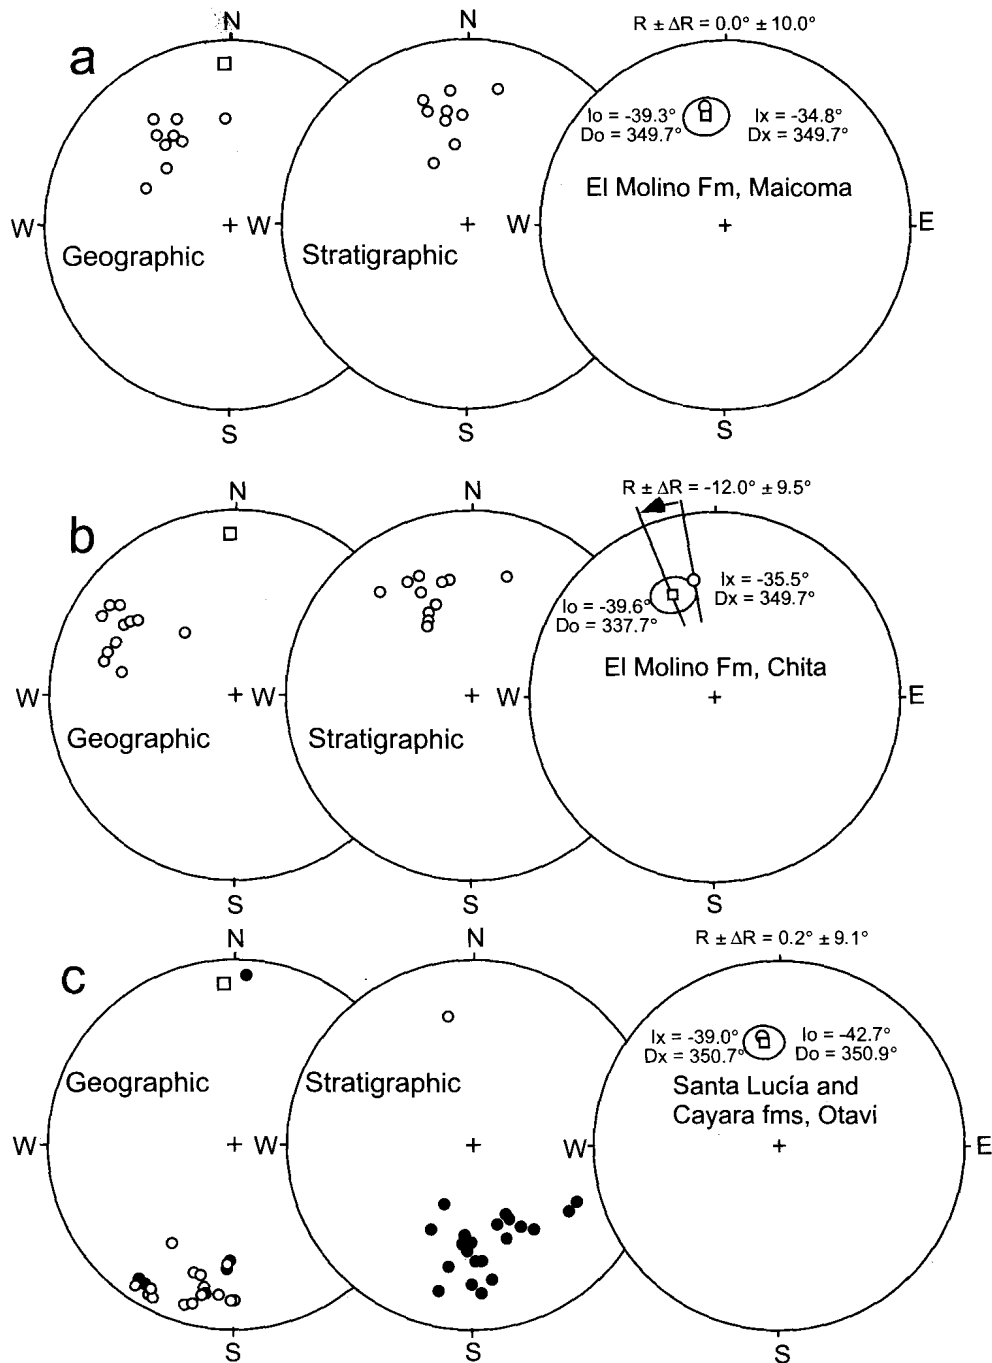 a
N
N
R ± ΔR = 0.0° ± 10.0°
Io = -39.3°
Do = 349.7°
Ix = -34.8°
Dx = 349.7°
El Molino Fm, Maicoma
W
W
W
E
Geographic
Stratigraphic
S
S
S
b
N
N
R ± ΔR = -12.0° ± 9.5°
Ix = -35.5°
Dx = 349.7°
Io = -39.6°
Do = 337.7°
El Molino Fm, Chita
W
W
W
E
Geographic
Stratigraphic
S
S
S
c
N
N
R ± ΔR = 0.2° ± 9.1°
Ix = -39.0°
Dx = 350.7°
Io = -42.7°
Do = 350.9°
Geographic
Stratigraphic
Santa Lucía and
Cayara fms, Otavi
W
W
W
E
S
S
S